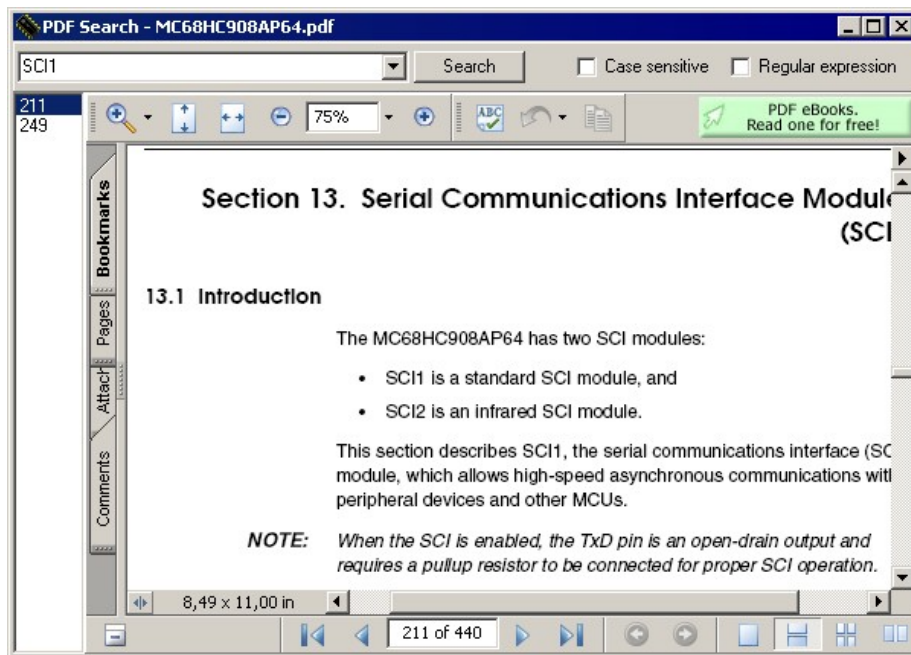 PDF Search - MC68HC908AP64.pdf
SCI1
Search
Case sensitive
Regular expression
211
249
75%
ABC
PDF eBooks.
Read one for free!
Bookmarks
Pages
Attach
Comments
Section 13. Serial Communications Interface Module
(SCI
13.1 Introduction
The MC68HC908AP64 has two SCI modules:
• SCI1 is a standard SCI module, and
• SCI2 is an infrared SCI module.
This section describes SCI1, the serial communications interface (SC
module, which allows high-speed asynchronous communications with
peripheral devices and other MCUs.
NOTE: When the SCI is enabled, the TxD pin is an open-drain output and
requires a pullup resistor to be connected for proper SCI operation.
8,49 x 11,00 in
211 of 440